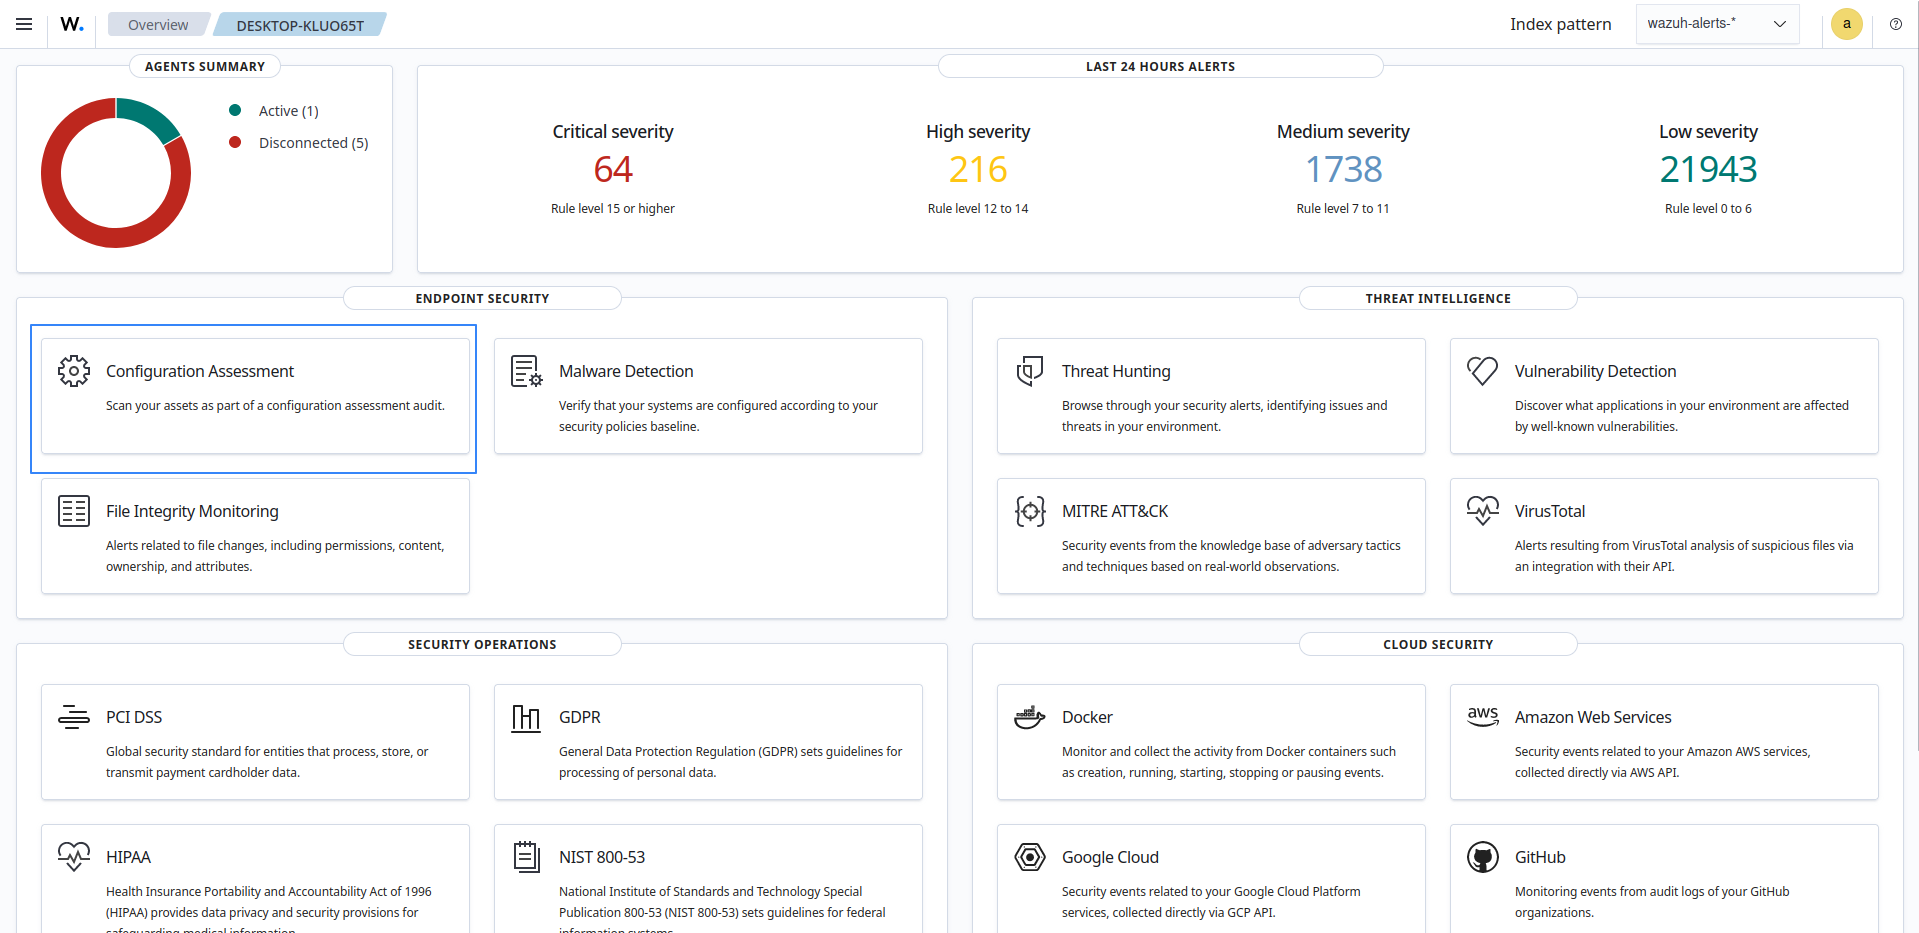 W.
Overview
DESKTOP-KLUO65T
Index pattern
wazuh-alerts-*
a
AGENTS SUMMARY
Active (1)
Disconnected (5)
LAST 24 HOURS ALERTS
Critical severity
64
Rule level 15 or higher
High severity
216
Rule level 12 to 14
Medium severity
1738
Rule level 7 to 11
Low severity
21943
Rule level 0 to 6
ENDPOINT SECURITY
Configuration Assessment
Scan your assets as part of a configuration assessment audit.
Malware Detection
Verify that your systems are configured according to your
security policies baseline.
File Integrity Monitoring
Alerts related to file changes, including permissions, content,
ownership, and attributes.
THREAT INTELLIGENCE
Threat Hunting
Browse through your security alerts, identifying issues and
threats in your environment.
Vulnerability Detection
Discover what applications in your environment are affected
by well-known vulnerabilities.
MITRE ATT&CK
Security events from the knowledge base of adversary tactics
and techniques based on real-world observations.
VirusTotal
Alerts resulting from VirusTotal analysis of suspicious files via
an integration with their API.
SECURITY OPERATIONS
PCI DSS
Global security standard for entities that process, store, or
transmit payment cardholder data.
GDPR
General Data Protection Regulation (GDPR) sets guidelines for
processing of personal data.
HIPAA
Health Insurance Portability and Accountability Act of 1996
(HIPAA) provides data privacy and security provisions for
safeguarding medical information.
NIST 800-53
National Institute of Standards and Technology Special
Publication 800-53 (NIST 800-53) sets guidelines for federal
information systems.
CLOUD SECURITY
Docker
Monitor and collect the activity from Docker containers such
as creation, running, starting, stopping or pausing events.
aws
Amazon Web Services
Security events related to your Amazon AWS services,
collected directly via AWS API.
Google Cloud
Security events related to your Google Cloud Platform
services, collected directly via GCP API.
GitHub
Monitoring events from audit logs of your GitHub
organizations.